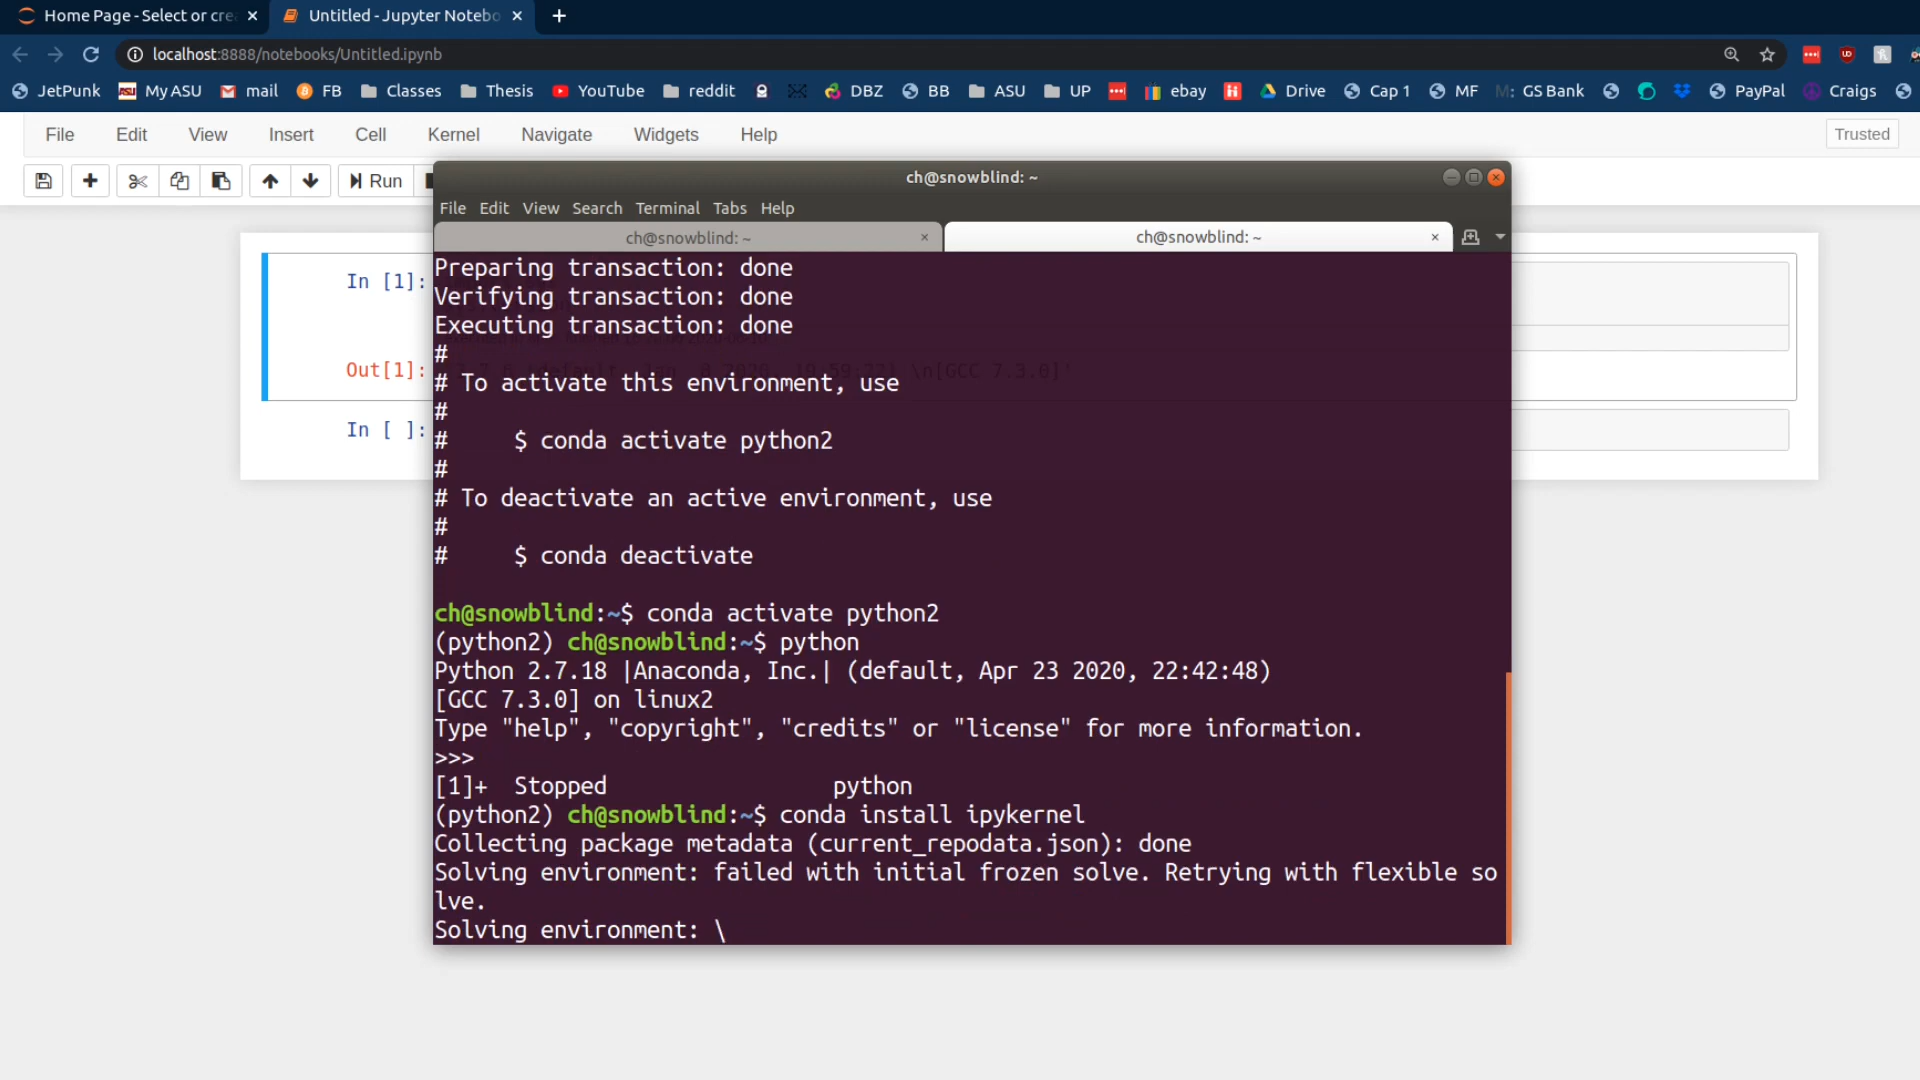 Home Page - Select or cre
Untitled - Jupyter Notebo
localhost:8888/notebooks/Untitled.ipynb
JetPunk My ASU mail FB Classes Thesis YouTube reddit DBZ BB ASU UP ebay Drive Cap 1 MF GS Bank PayPal Craigs
File Edit View Insert Cell Kernel Navigate Widgets Help Trusted
Run
ch@snowblind: ~
File Edit View Search Terminal Tabs Help
ch@snowblind: ~ ch@snowblind: ~
In [1]:
Out[1]:
In [ ]:
Preparing transaction: done
Verifying transaction: done
Executing transaction: done
#
# To activate this environment, use
#
# $ conda activate python2
#
# To deactivate an active environment, use
#
# $ conda deactivate
ch@snowblind:~$ conda activate python2
(python2) ch@snowblind:~$ python
Python 2.7.18 |Anaconda, Inc.| (default, Apr 23 2020, 22:42:48)
[GCC 7.3.0] on linux2
Type "help", "copyright", "credits" or "license" for more information.
>>>
[1]+ Stopped python
(python2) ch@snowblind:~$ conda install ipykernel
Collecting package metadata (current_repodata.json): done
Solving environment: failed with initial frozen solve. Retrying with flexible so
lve.
Solving environment: \